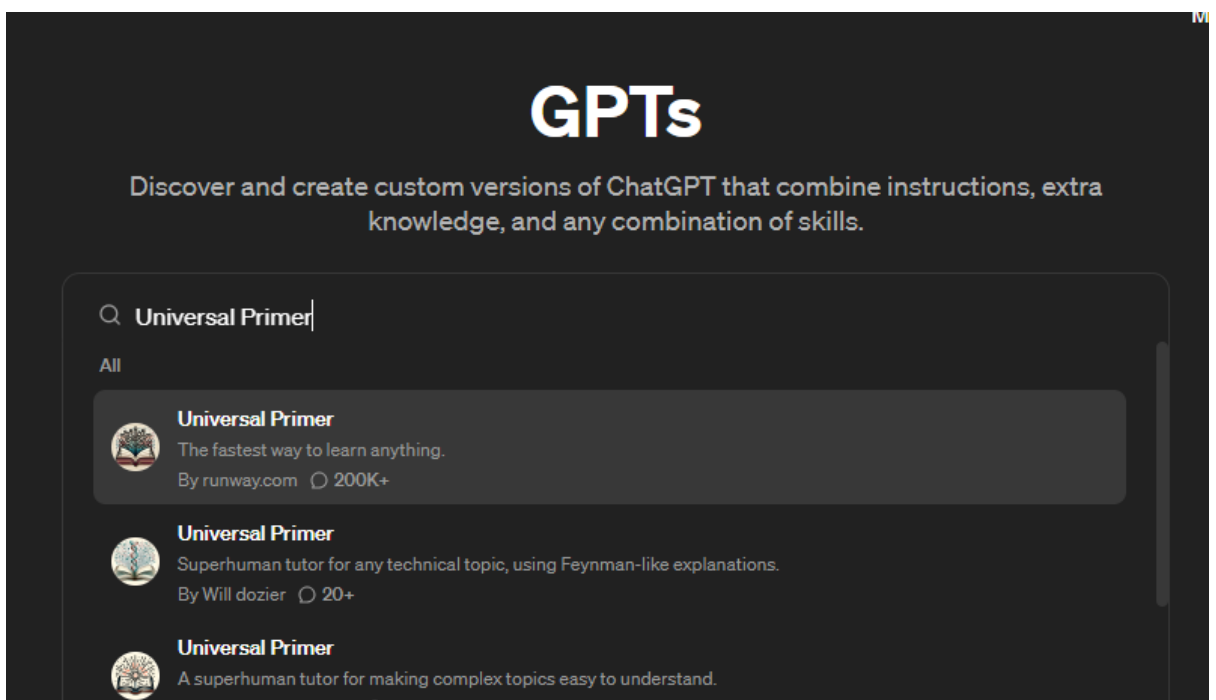 GPTs
Discover and create custom versions of ChatGPT that combine instructions, extra
knowledge, and any combination of skills.
Universal Primer
All
Universal Primer
The fastest way to learn anything.
By runway.com 200K+
Universal Primer
Superhuman tutor for any technical topic, using Feynman-like explanations.
By Will dozier 20+
Universal Primer
A superhuman tutor for making complex topics easy to understand.